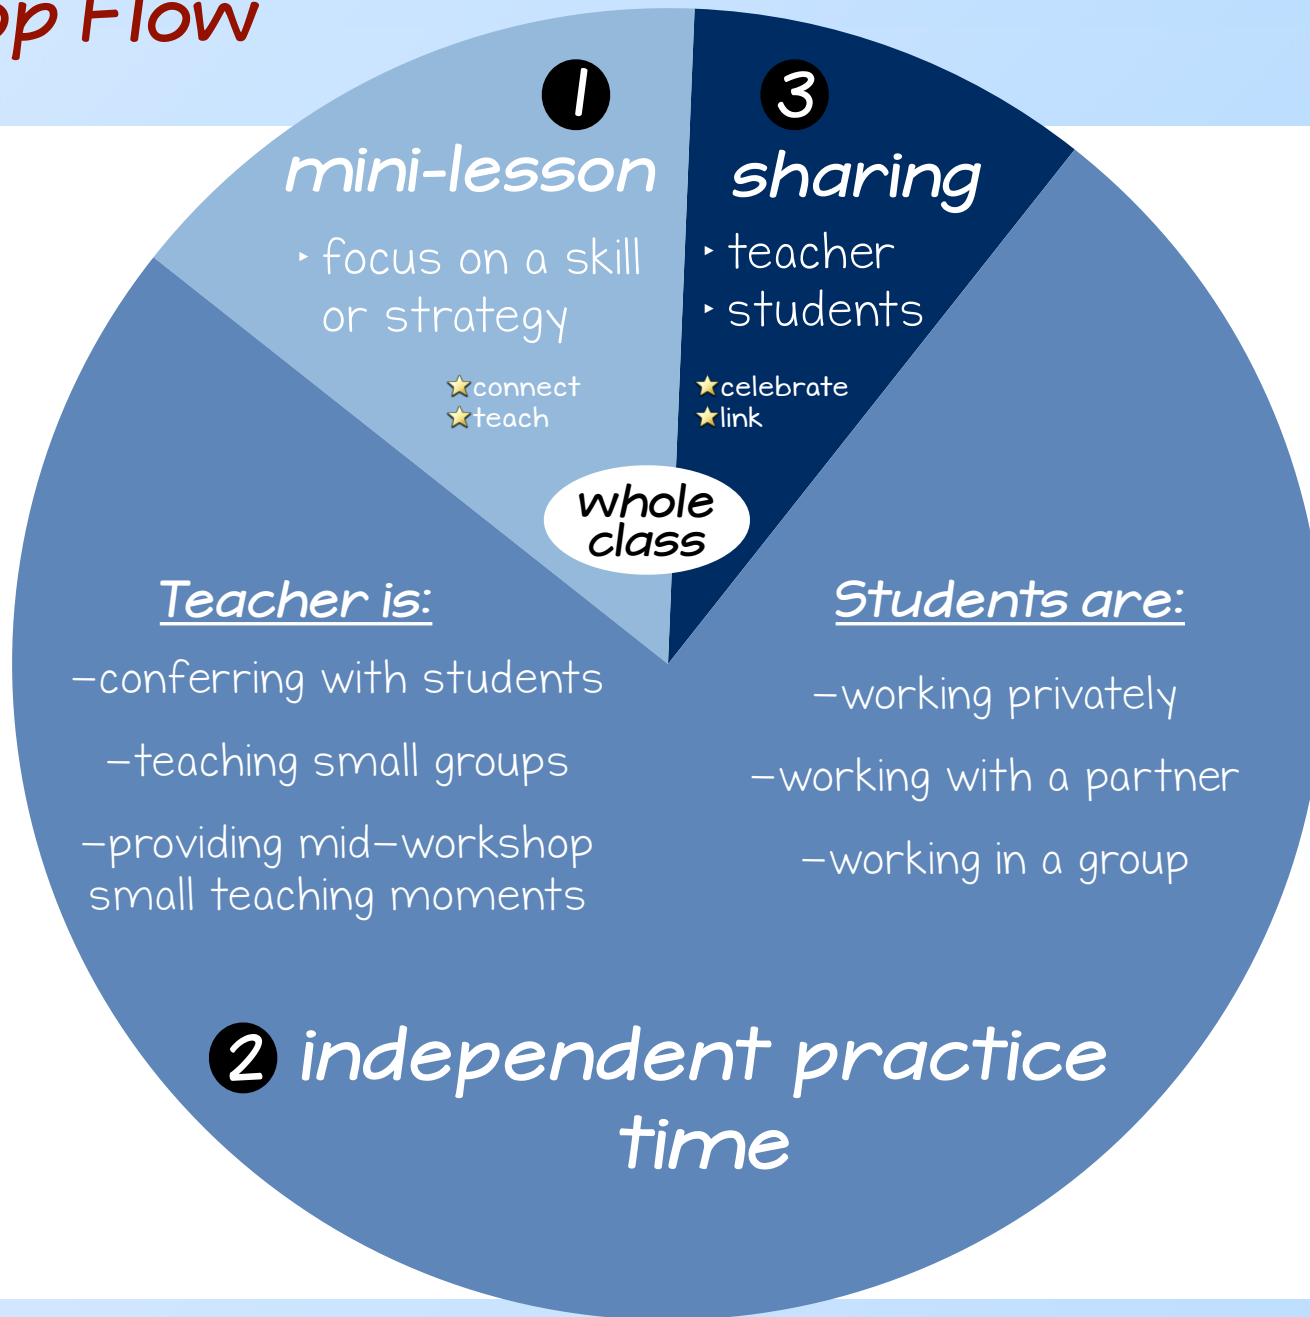 Flow
1
mini-lesson
‣ focus on a skill
or strategy
connect
teach
3
sharing
‣ teacher
‣ students
celebrate
link
whole
class
Teacher is:
-conferring with students
-teaching small groups
-providing mid-workshop
small teaching moments
Students are:
-working privately
-working with a partner
-working in a group
2 independent practice
time